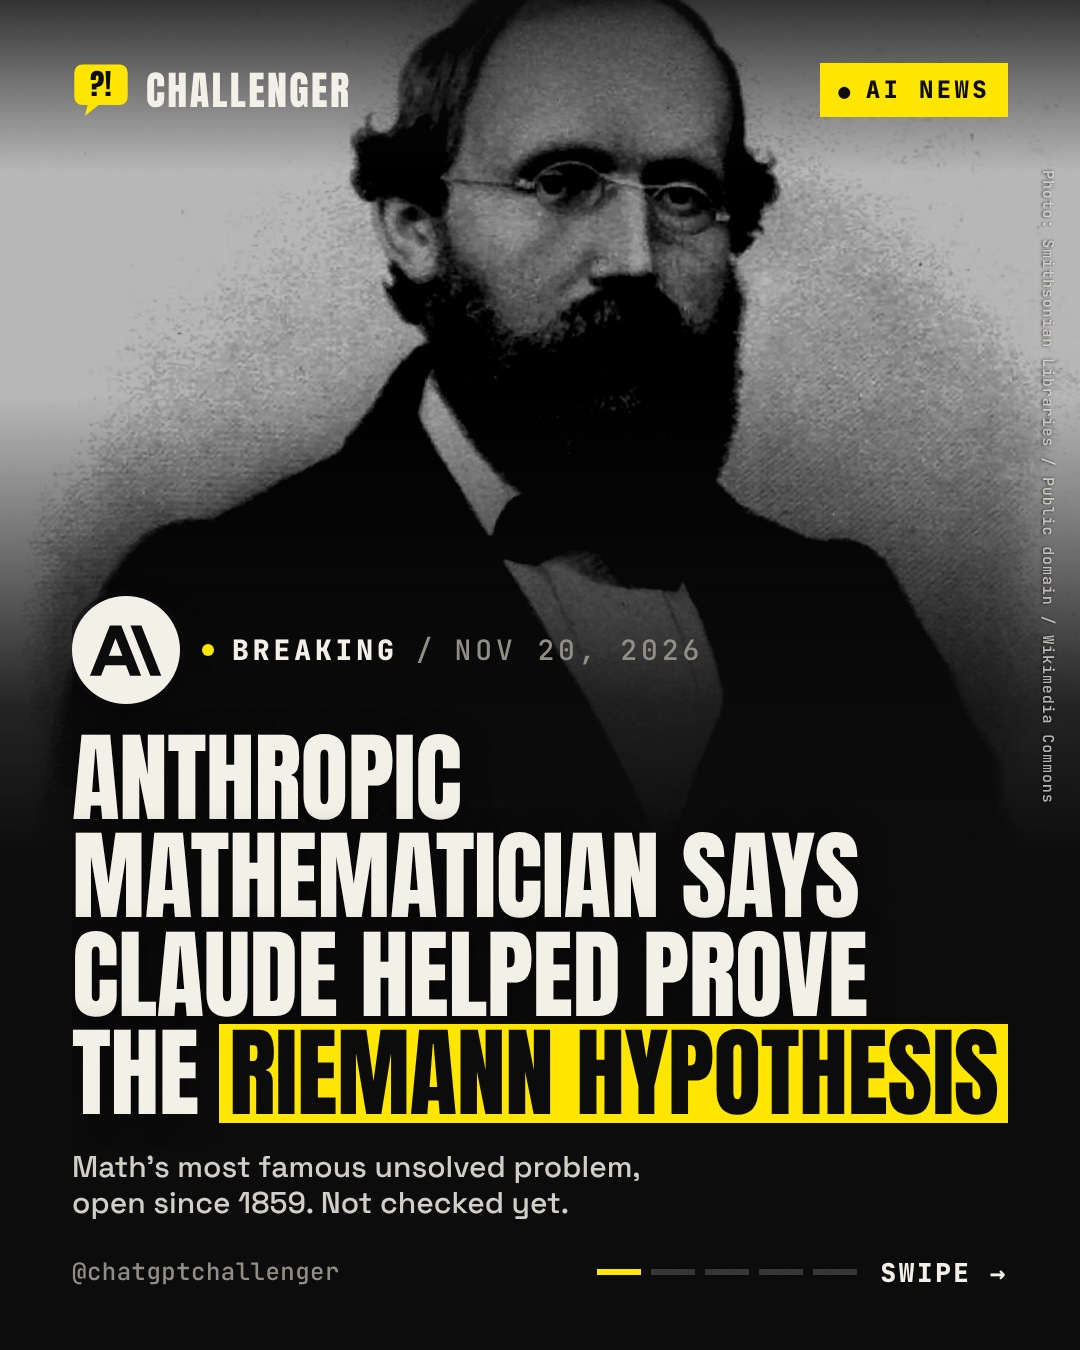 ?! CHALLENGER
● AI NEWS
Photo: Smithsonian Libraries / Public domain / Wikimedia Commons
A\
● BREAKING / NOV 20, 2026
ANTHROPIC
MATHEMATICIAN SAYS
CLAUDE HELPED PROVE
THE RIEMANN HYPOTHESIS
Math’s most famous unsolved problem,
open since 1859. Not checked yet.
@chatgptchallenger
SWIPE →